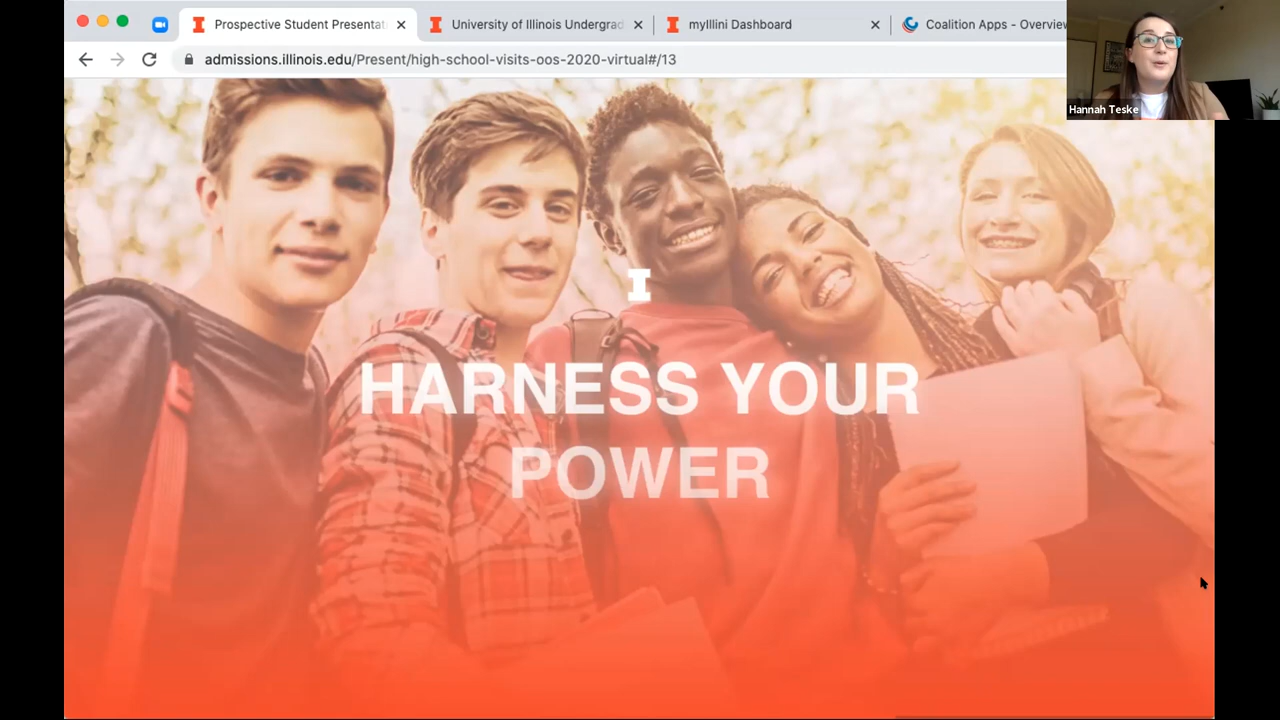 Prospective Student Presentat
University of Illinois Undergrad
myIllini Dashboard
Coalition Apps - Overview
admissions.illinois.edu/Present/high-school-visits-oos-2020-virtual#/13
Hannah Teske
I
HARNESS YOUR
POWER